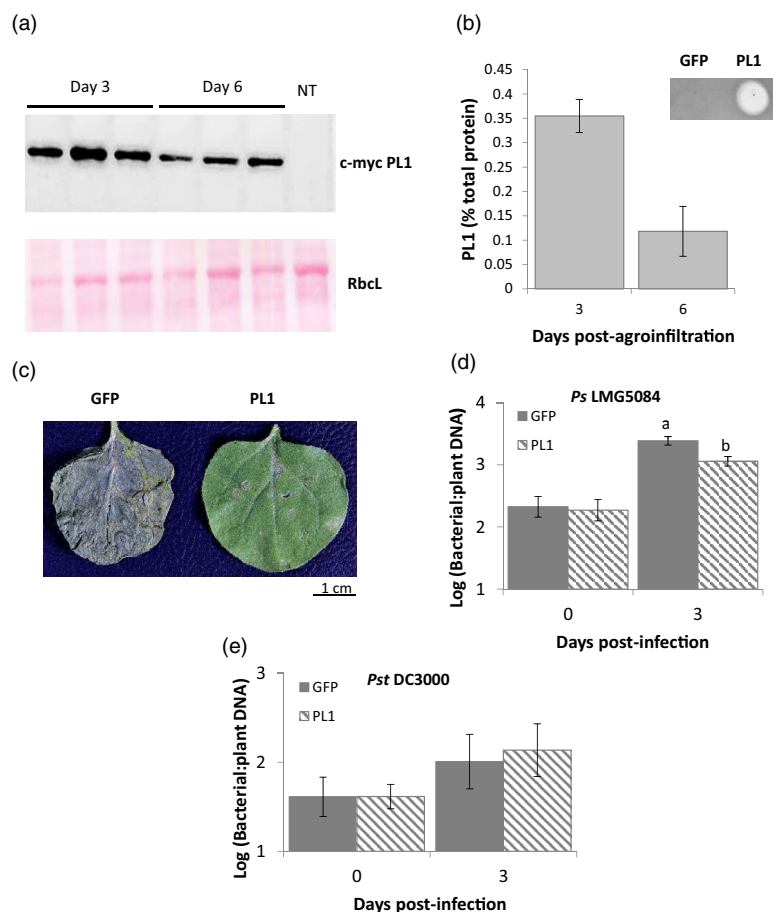 (a)
Day 3 Day 6 NT
c-myc PL1
RbcL
(b)
GFP PL1
0.45
0.4
0.35
0.3
0.25
0.2
0.15
0.1
0.05
0
PL1 (% total protein)
3 6
Days post-agroinfiltration
(c)
GFP PL1
1 cm
(d)
Ps LMG5084
GFP
PL1
a
b
4
3
2
1
Log (Bacterial:plant DNA)
0 3
Days post-infection
(e)
Pst DC3000
GFP
PL1
3
2
1
Log (Bacterial:plant DNA)
0 3
Days post-infection